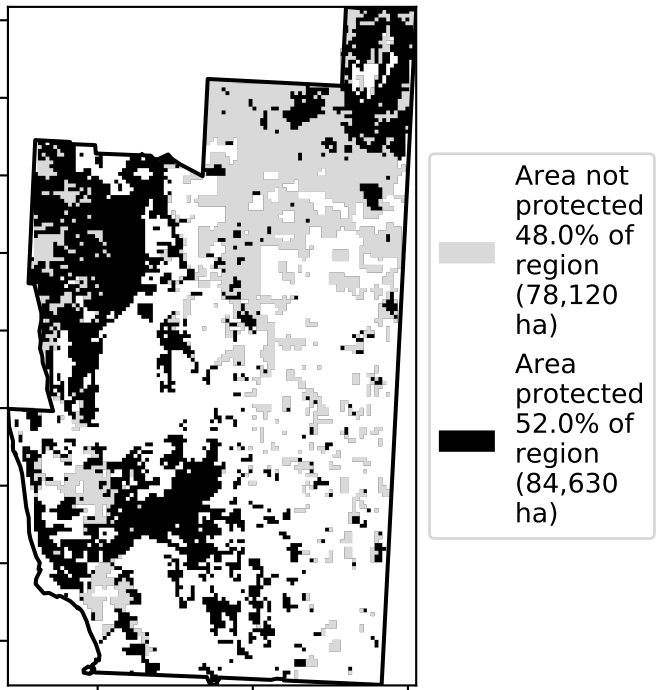 Area not
protected
48.0% of
region
(78,120
ha)
Area
protected
52.0% of
region
(84,630
ha)